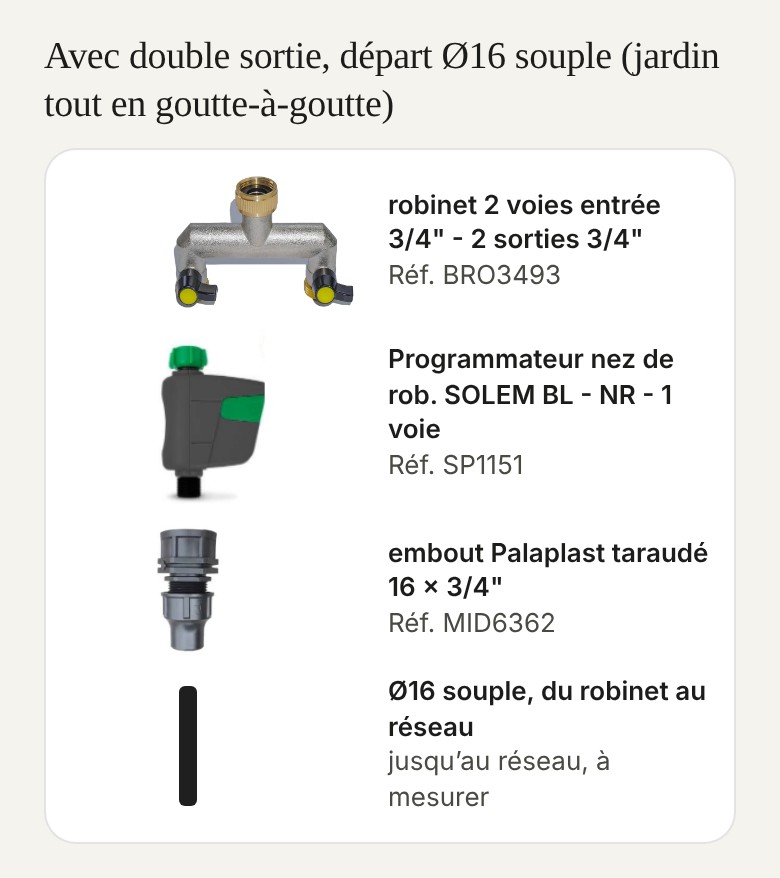 Avec double sortie, départ Ø16 souple (jardin
tout en goutte-à-goutte)
robinet 2 voies entrée
3/4" - 2 sorties 3/4"
Réf. BRO3493
Programmateur nez de
rob. SOLEM BL - NR - 1
voie
Réf. SP1151
embout Palaplast taraudé
16 × 3/4"
Réf. MID6362
Ø16 souple, du robinet au
réseau
jusqu’au réseau, à
mesurer